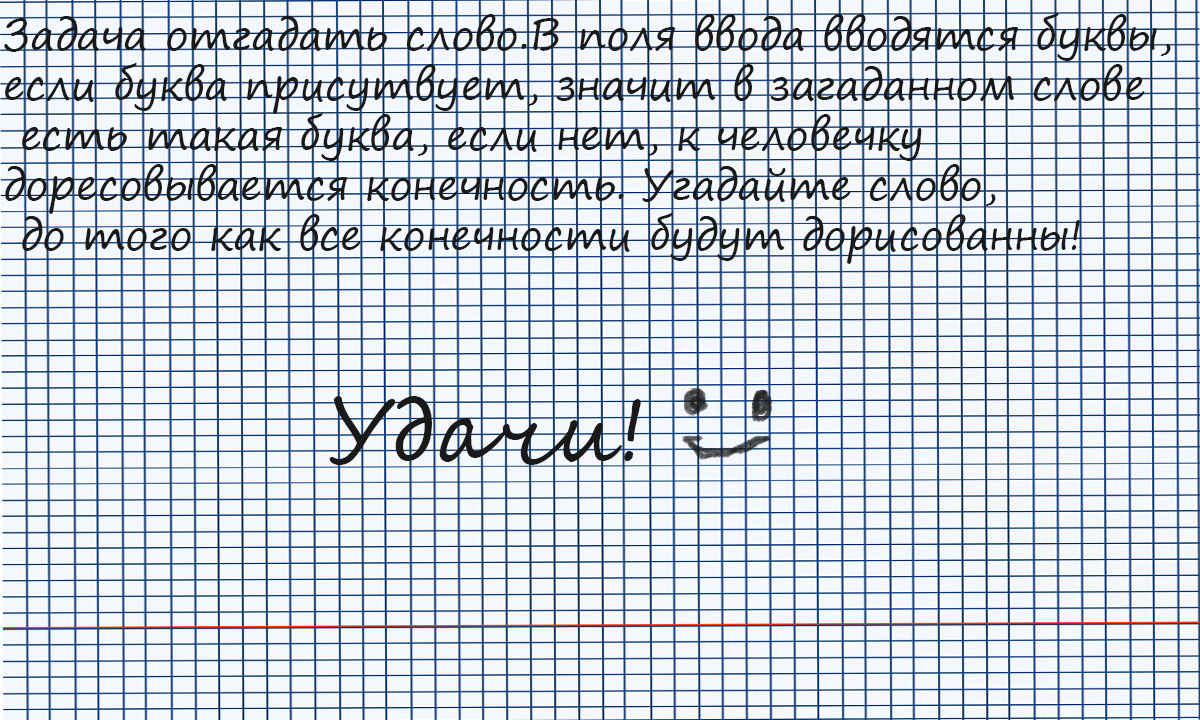 Задача отгадать слово.В поля ввода вводятся буквы,
если буква присутвует, значит в загаданном слове
есть такая буква, если нет, к человечку
доресовывается конечность. Угадайте слово,
до того как все конечности будут дорисованны!
Удачи!